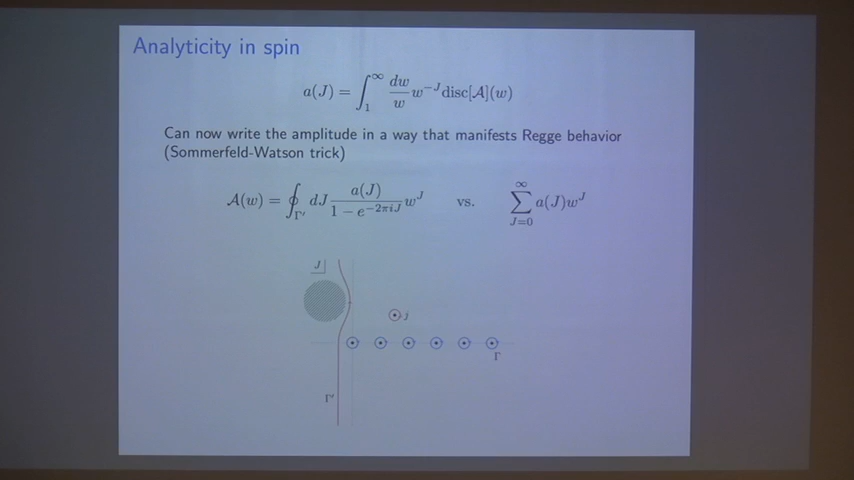 Analyticity in spin
a(J) = ∫_1^∞ dw/w w^{-J} disc[𝒜](w)
Can now write the amplitude in a way that manifests Regge behavior
(Sommerfeld-Watson trick)
𝒜(w) = ∮_{Γ'} dJ a(J)/(1 − e^{−2πiJ}) w^J vs. ∑_{J=0}^∞ a(J)w^J
J
j
Γ
Γ'